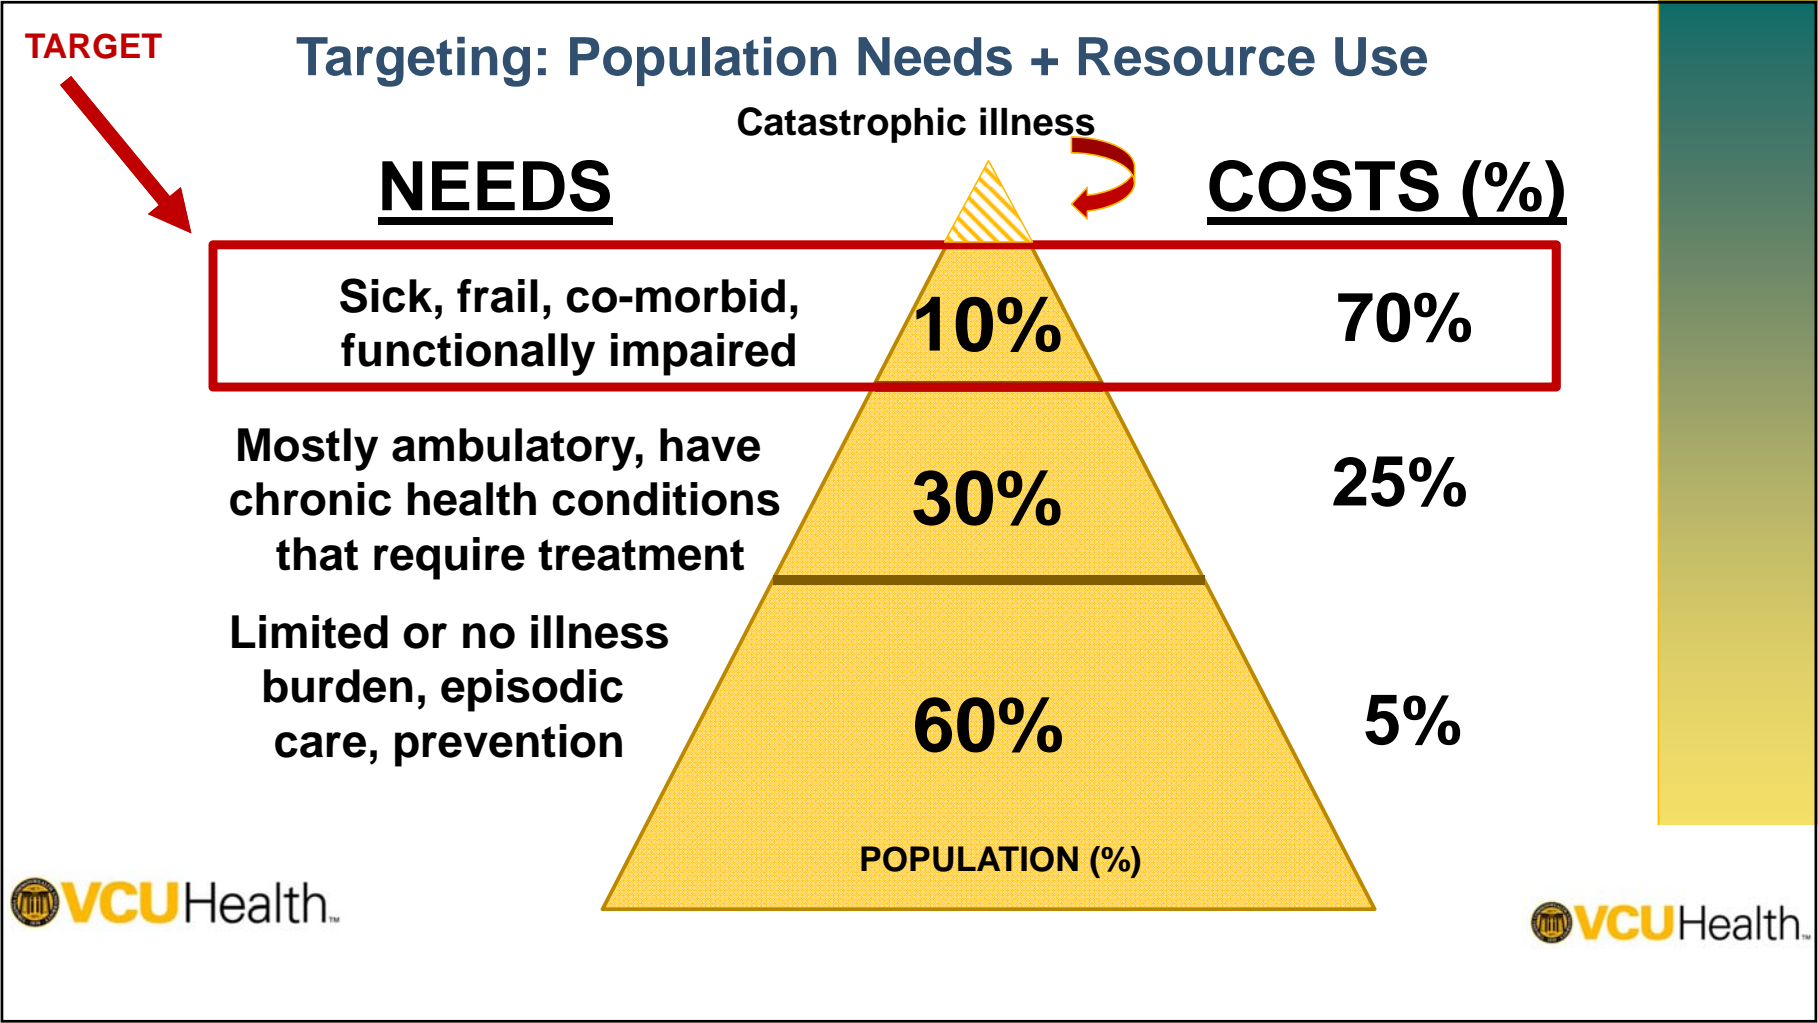 TARGET
Targeting: Population Needs + Resource Use
Catastrophic illness
NEEDS
COSTS (%)
Sick, frail, co-morbid,
functionally impaired
10%
70%
Mostly ambulatory, have
chronic health conditions
that require treatment
30%
25%
Limited or no illness
burden, episodic
care, prevention
60%
5%
POPULATION (%)
VCUHealth™
VCUHealth™